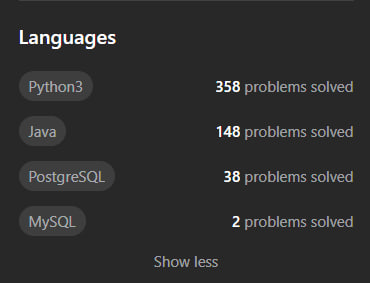 Languages
Python3 358 problems solved
Java 148 problems solved
PostgreSQL 38 problems solved
MySQL 2 problems solved
Show less